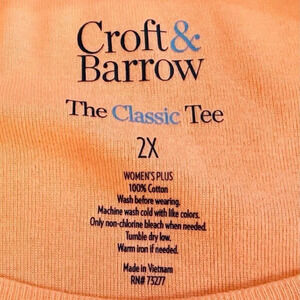 Croft&
Barrow
The Classic Tee
2X
WOMEN'S PLUS
100% Cotton
Wash before wearing.
Machine wash cold with like colors.
Only non-chlorine bleach when needed.
Tumble dry low.
Warm iron if needed.
Made in Vietnam
RN# 73277